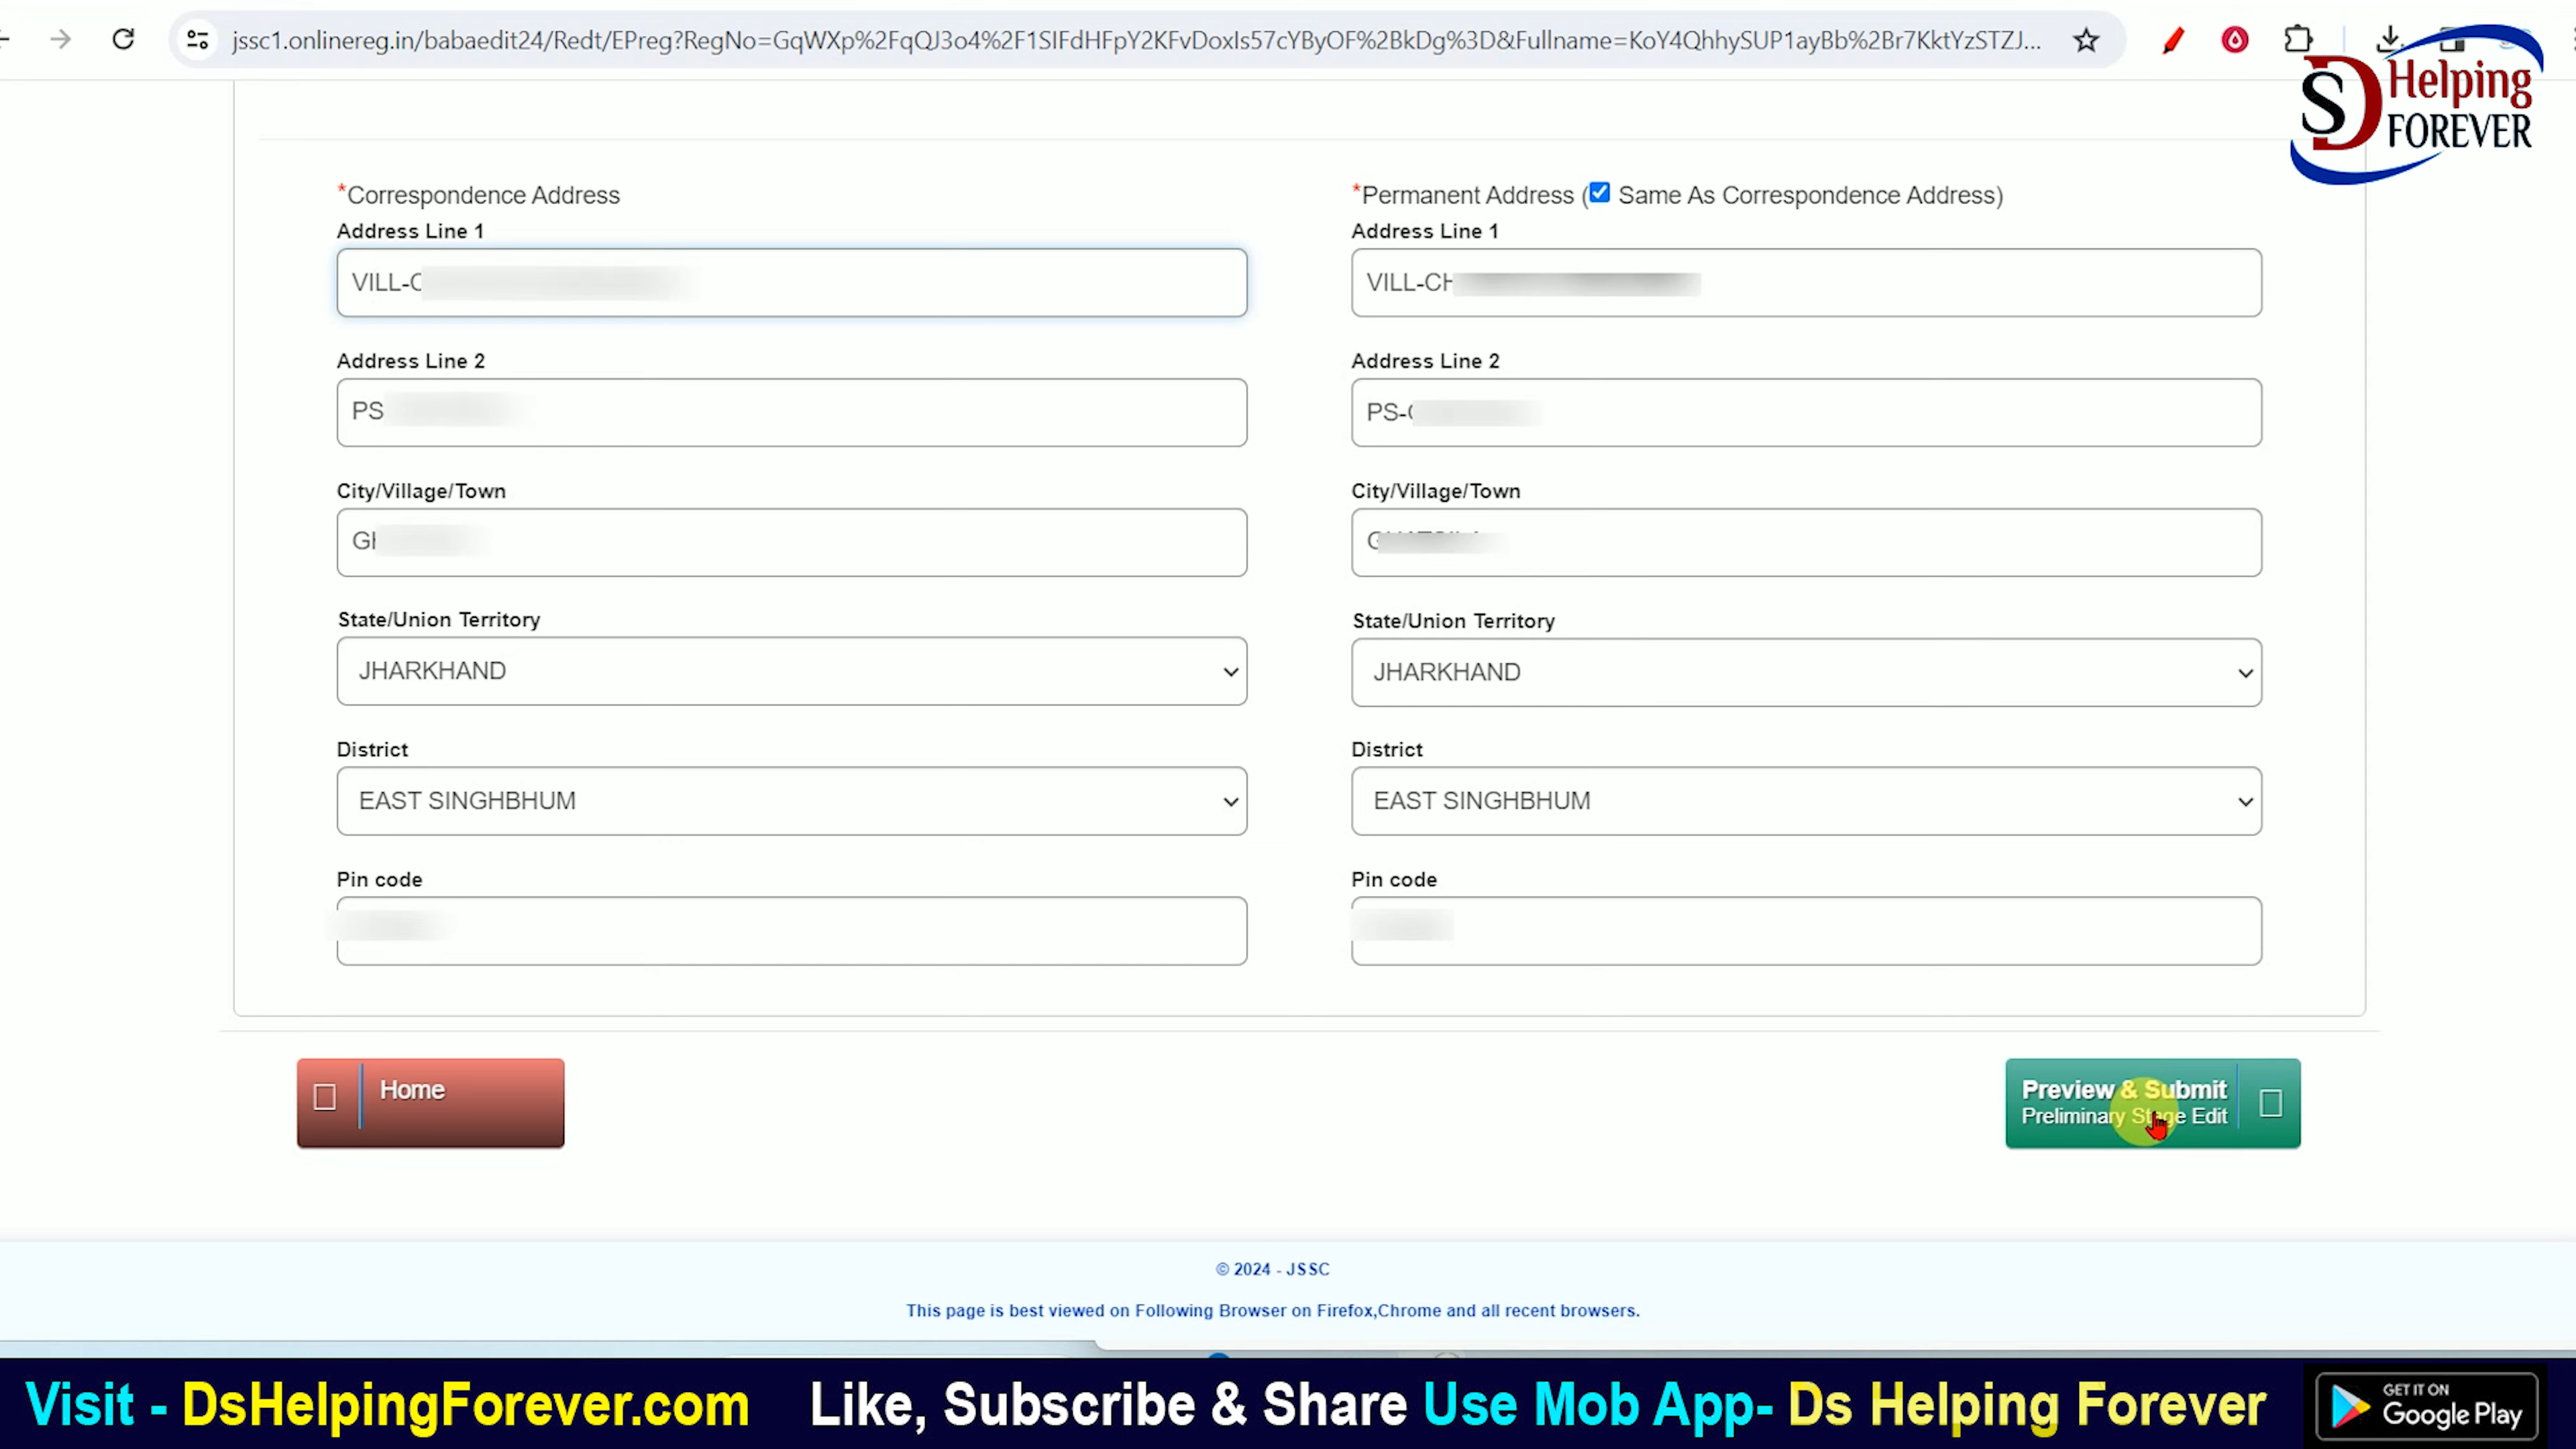 jssc1.onlinereg.in/babaedit24/Redt/EPreg?RegNo=GqWXp%2FqQJ3o4%2F1SIFdHFpY2KFvDoxIs57cYByOF%2BkDg%3D&Fullname=KoY4QhhySUP1ayBb%2Br7KktYzSTZJ...
SD Helping
FOREVER
*Correspondence Address
Address Line 1
VILL-C
Address Line 2
PS
City/Village/Town
State/Union Territory
JHARKHAND
District
EAST SINGHBHUM
Pin code
*Permanent Address ( Same As Correspondence Address)
Address Line 1
VILL-CH
Address Line 2
PS-
City/Village/Town
State/Union Territory
JHARKHAND
District
EAST SINGHBHUM
Pin code
Home
Preview & Submit
Preliminary Stage Edit
© 2024 - JSSC
This page is best viewed on Following Browser on Firefox,Chrome and all recent browsers.
Visit - DsHelpingForever.com Like, Subscribe & Share Use Mob App- Ds Helping Forever
GET IT ON
Google Play